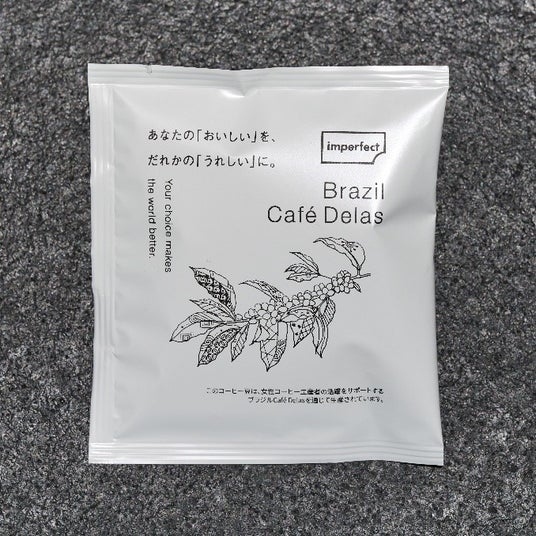 あなたの「おいしい」を、
だれかの「うれしい」に。
Your choice makes
the world better.
imperfect
Brazil
Café Delas
このコーヒー豆は、女性コーヒー生産者の活躍をサポートする
ブラジルCafé Delasを通じて生産されています。